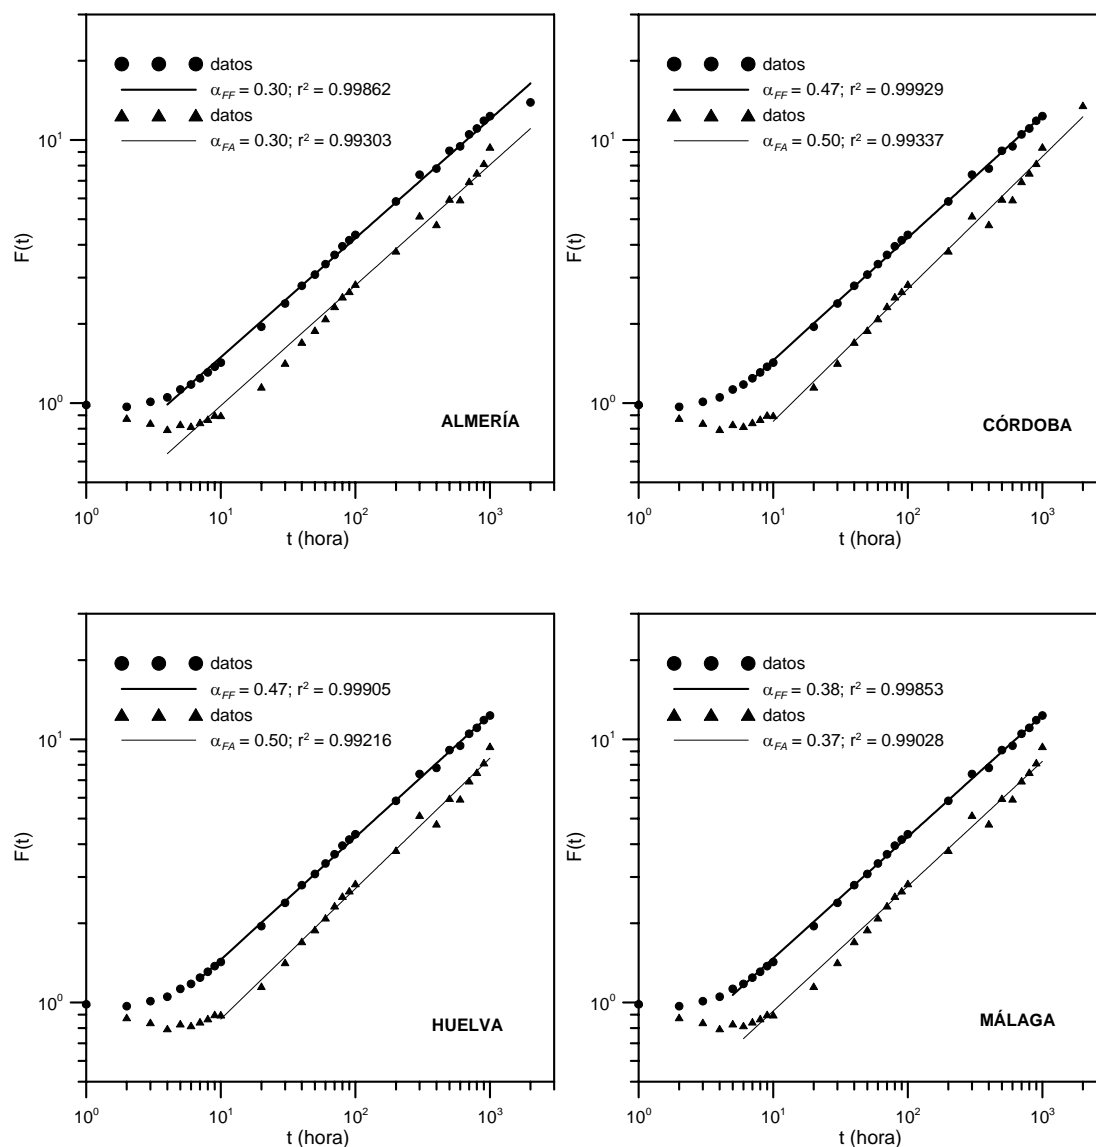 datos
α_FF = 0.30; r² = 0.99862
datos
α_FA = 0.30; r² = 0.99303
10¹
F(t)
10⁰
ALMERÍA
10⁰ 10¹ 10² 10³
t (hora)
datos
α_FF = 0.47; r² = 0.99929
datos
α_FA = 0.50; r² = 0.99337
10¹
F(t)
10⁰
CÓRDOBA
10⁰ 10¹ 10² 10³
t (hora)
datos
α_FF = 0.47; r² = 0.99905
datos
α_FA = 0.50; r² = 0.99216
10¹
F(t)
10⁰
HUELVA
10⁰ 10¹ 10² 10³
t (hora)
datos
α_FF = 0.38; r² = 0.99853
datos
α_FA = 0.37; r² = 0.99028
10¹
F(t)
10⁰
MÁLAGA
10⁰ 10¹ 10² 10³
t (hora)